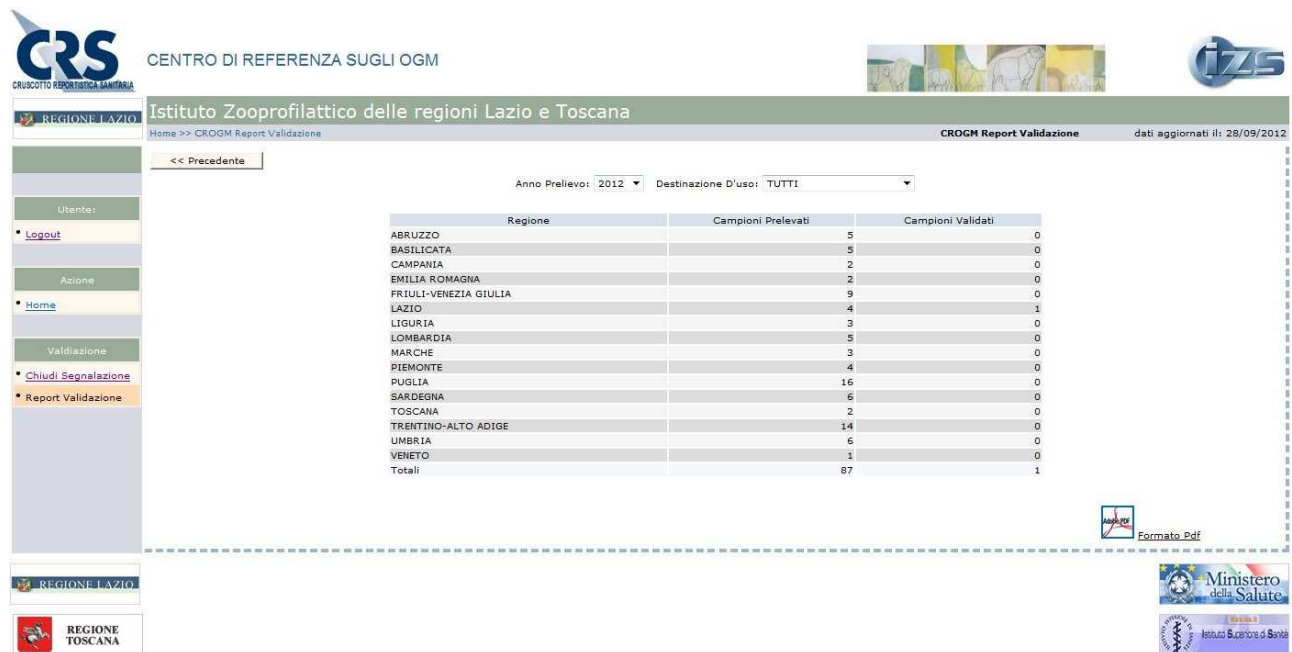 CRS
CRUSCOTTO REPORTISTICA SANITARIA
CENTRO DI REFERENZA SUGLI OGM
izs
REGIONE LAZIO
Istituto Zooprofilattico delle regioni Lazio e Toscana
Home >> CROGM Report Validazione
CROGM Report Validazione
dati aggiornati il: 28/09/2012
<< Precedente
Anno Prelievo: 2012 Destinazione D'uso: TUTTI
Utente:
Logout
Azione
Home
Valdiazione
Chiudi Segnalazione
Report Validazione
Regione Campioni Prelevati Campioni Validati
ABRUZZO 5 0
BASILICATA 5 0
CAMPANIA 2 0
EMILIA ROMAGNA 2 0
FRIULI-VENEZIA GIULIA 9 0
LAZIO 4 1
LIGURIA 3 0
LOMBARDIA 5 0
MARCHE 3 0
PIEMONTE 4 0
PUGLIA 16 0
SARDEGNA 6 0
TOSCANA 2 0
TRENTINO-ALTO ADIGE 14 0
UMBRIA 6 0
VENETO 1 0
Totali 87 1
Adobe PDF
Formato Pdf
REGIONE LAZIO
Ministero
della Salute
REGIONE
TOSCANA
Istituto Superiore di Sanità